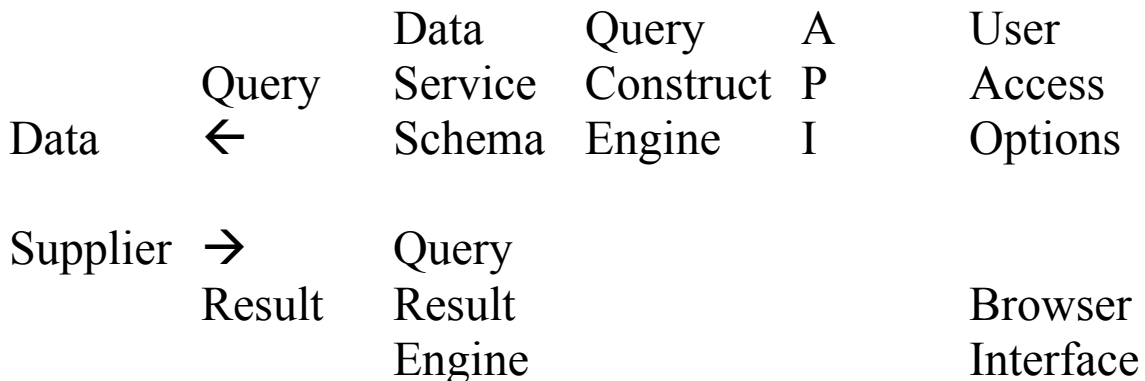 Data Query A User
Query Service Construct P Access
Data ← Schema Engine I Options
Supplier → Query
Result Result Browser
Engine Interface